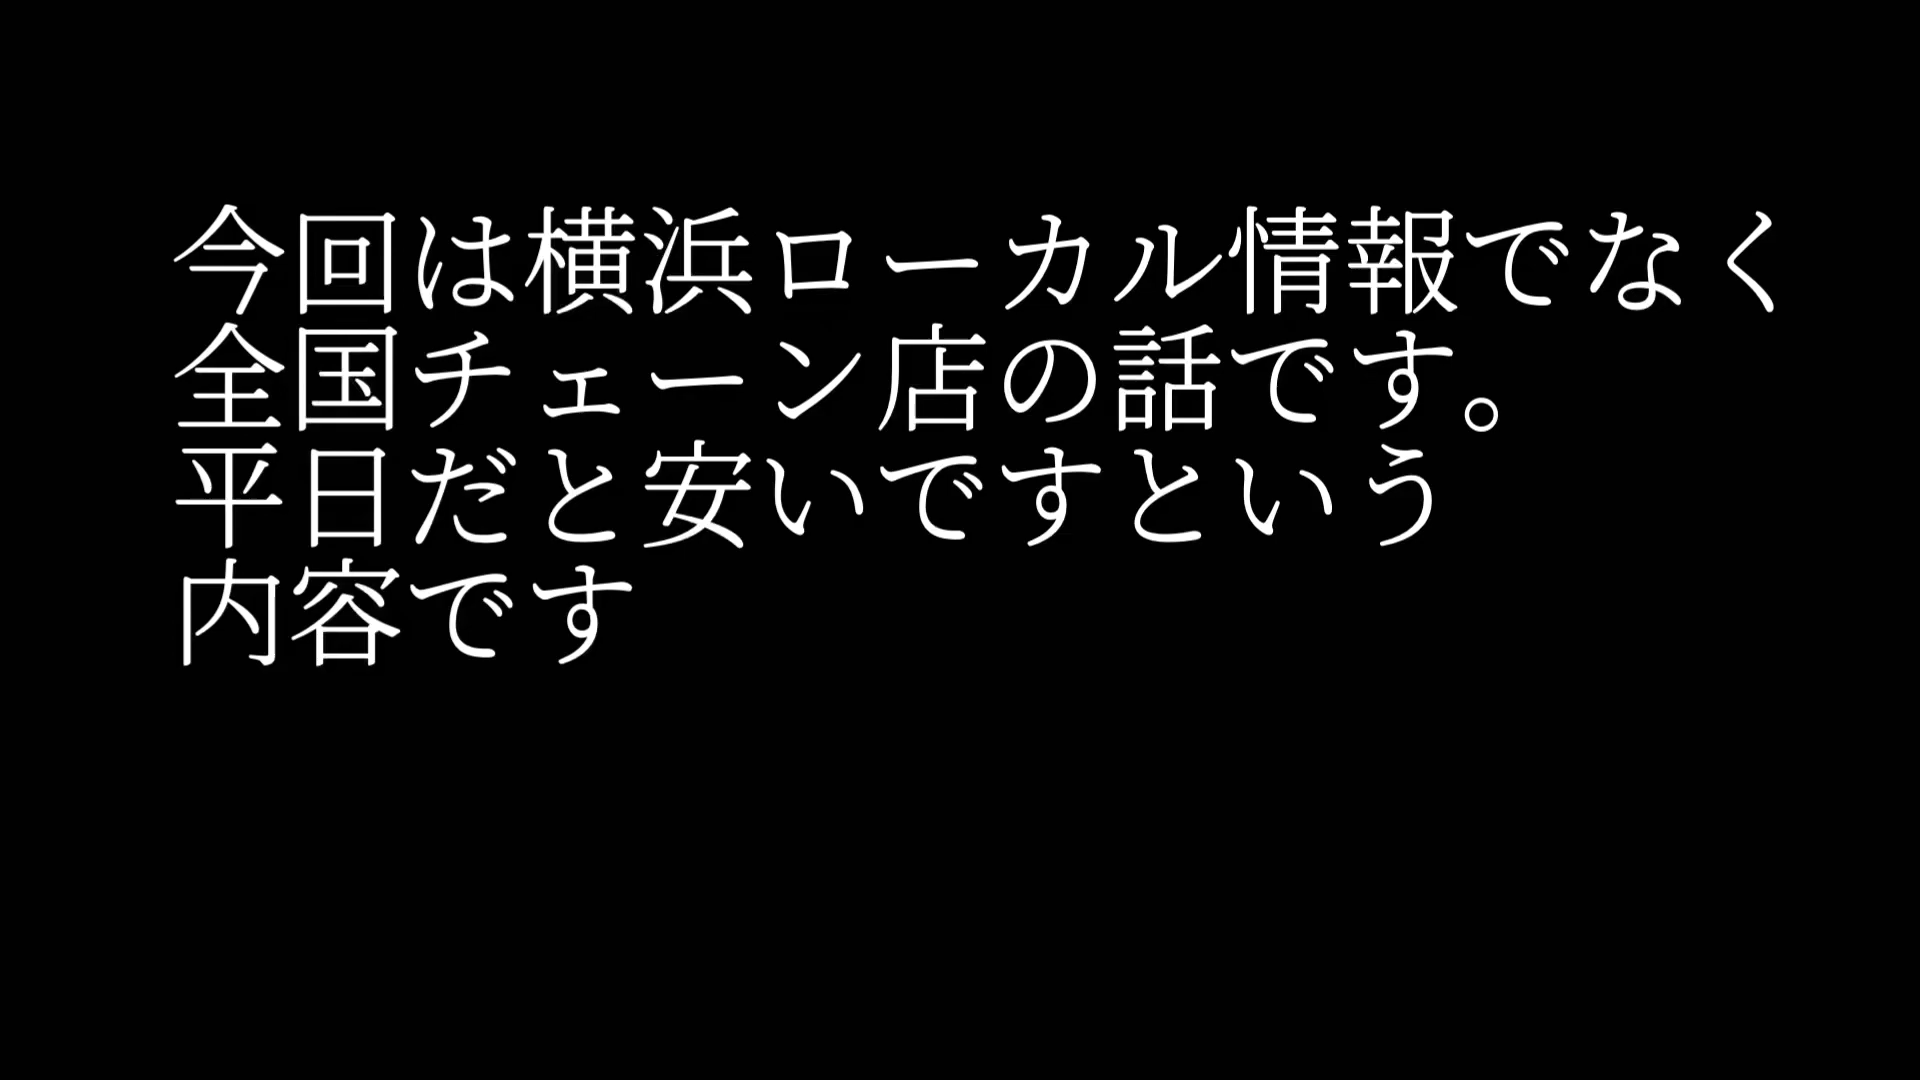 今回は横浜ローカル情報でなく
全国チェーン店の話です。
平日だと安いですという
内容です